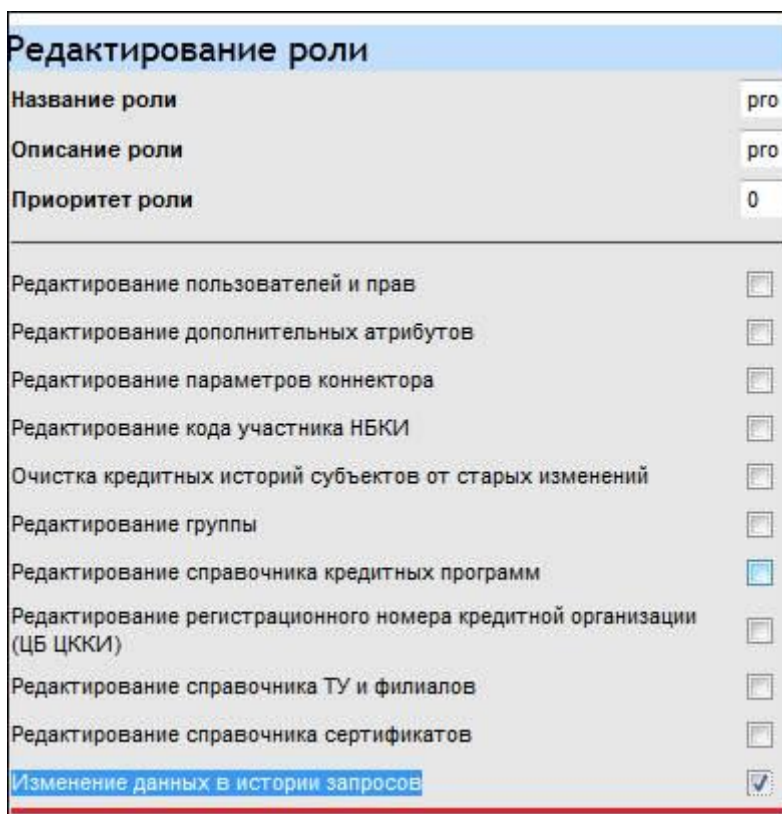 Редактирование роли
Название роли pro
Описание роли pro
Приоритет роли 0
Редактирование пользователей и прав
Редактирование дополнительных атрибутов
Редактирование параметров коннектора
Редактирование кода участника НБКИ
Очистка кредитных историй субъектов от старых изменений
Редактирование группы
Редактирование справочника кредитных программ
Редактирование регистрационного номера кредитной организации
(ЦБ ЦККИ)
Редактирование справочника ТУ и филиалов
Редактирование справочника сертификатов
Изменение данных в истории запросов